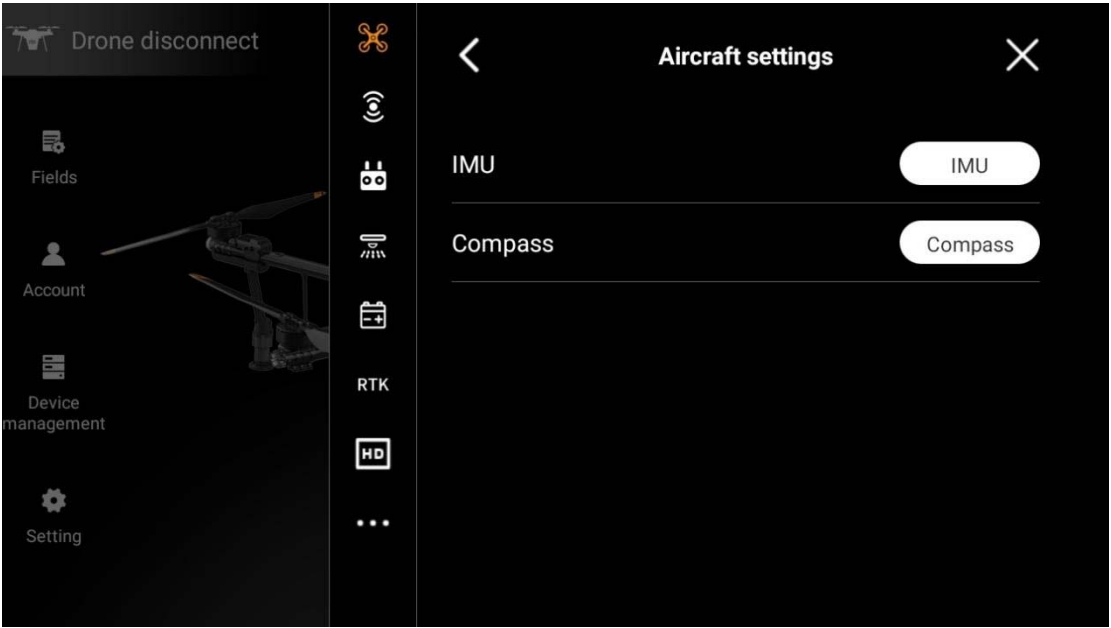 Drone disconnect
Fields
Account
Device
management
Setting
RTK
HD
Aircraft settings
IMU
IMU
Compass
Compass